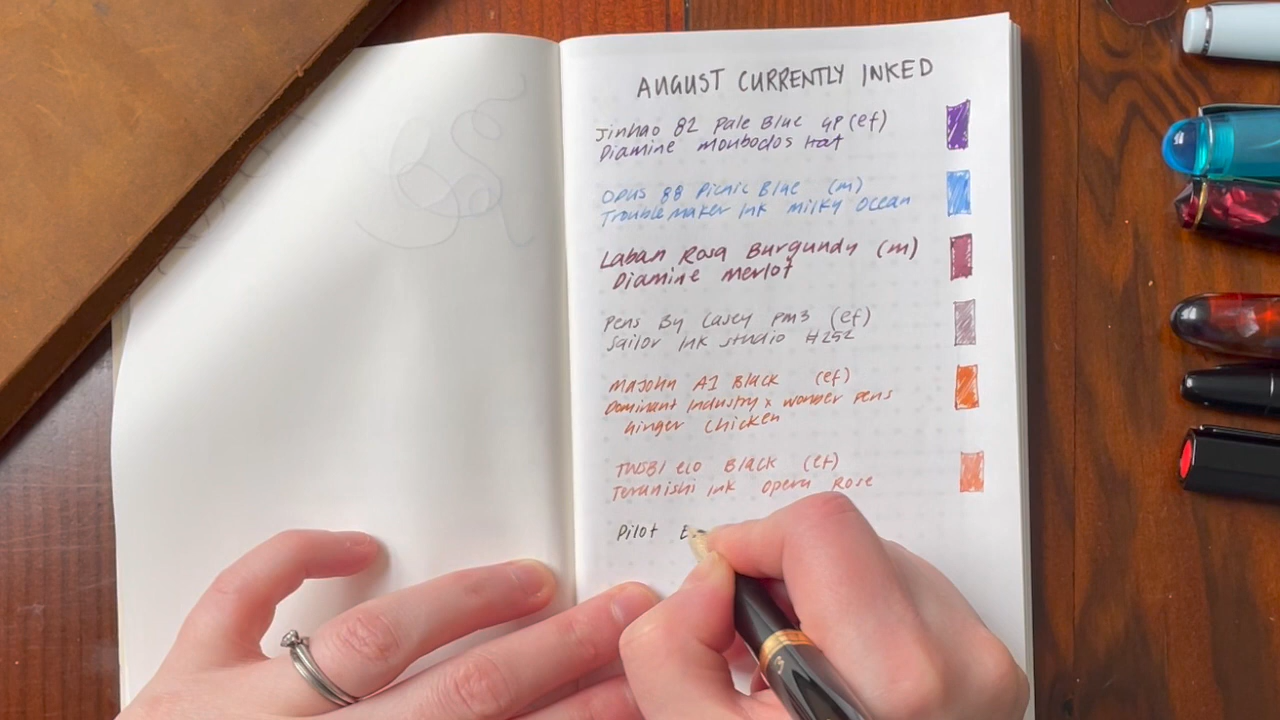 AUGUST CURRENTLY INKED
Jinhao 82 Pale Blue GP (ef)
Diamine Monboddos Hat
Opus 88 Picnic Blue (m)
Troublemaker Ink Milky Ocean
Laban Rosa Burgundy (m)
Diamine Merlot
Pens By Casey PM3 (ef)
Sailor Ink Studio #252
Majohn A1 Black (ef)
Dominant Industry x Wonder Pens
Ginger Chicken
TWSBI eco Black (ef)
Teranishi Ink Opera Rose
Pilot E